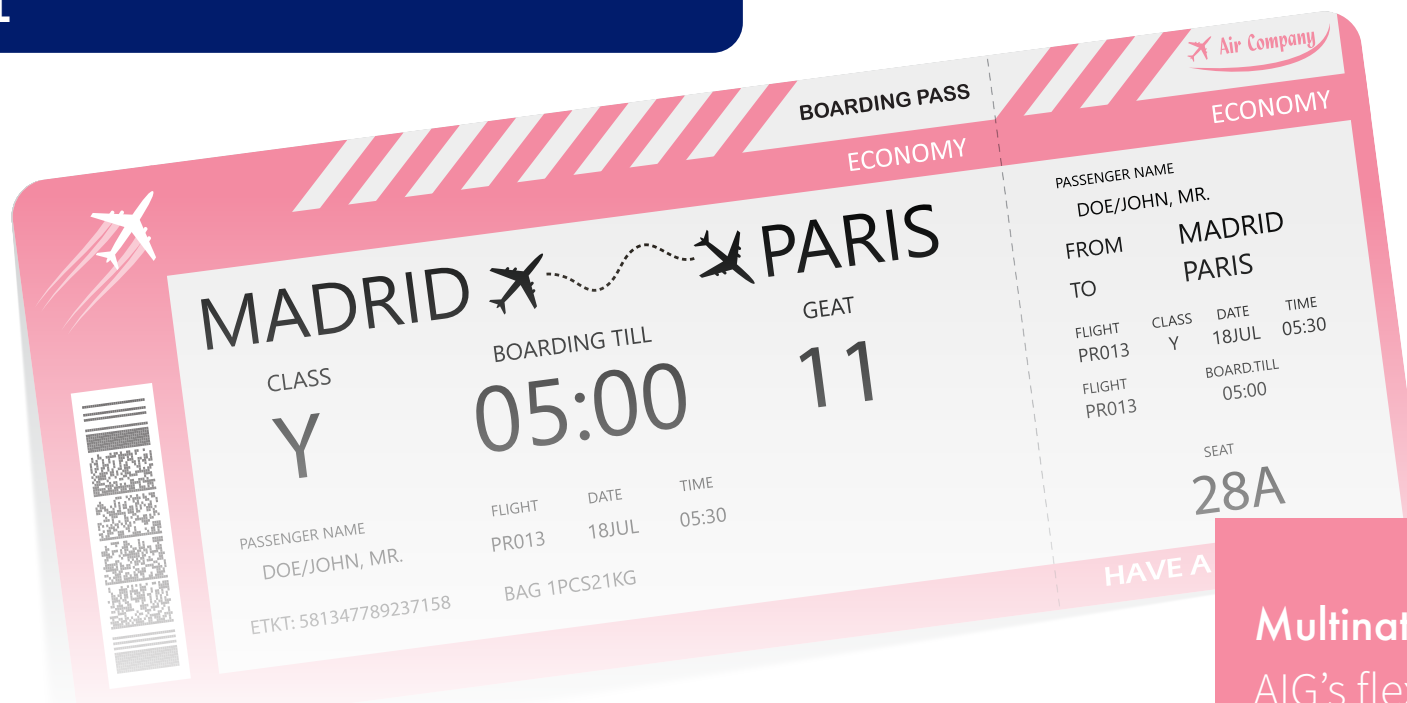 BOARDING PASS
Air Company
ECONOMY
ECONOMY
MADRID PARIS
CLASS
Y
BOARDING TILL
05:00
GEAT
11
PASSENGER NAME
DOE/JOHN, MR.
ETKT: 581347789237158
FLIGHT DATE TIME
PR013 18JUL 05:30
BAG 1PCS21KG
PASSENGER NAME
DOE/JOHN, MR.
FROM MADRID
TO PARIS
FLIGHT CLASS DATE TIME
PR013 Y 18JUL 05:30
FLIGHT BOARD.TILL
PR013 05:00
SEAT
28A
HAVE A
Multinat
AIG's flex